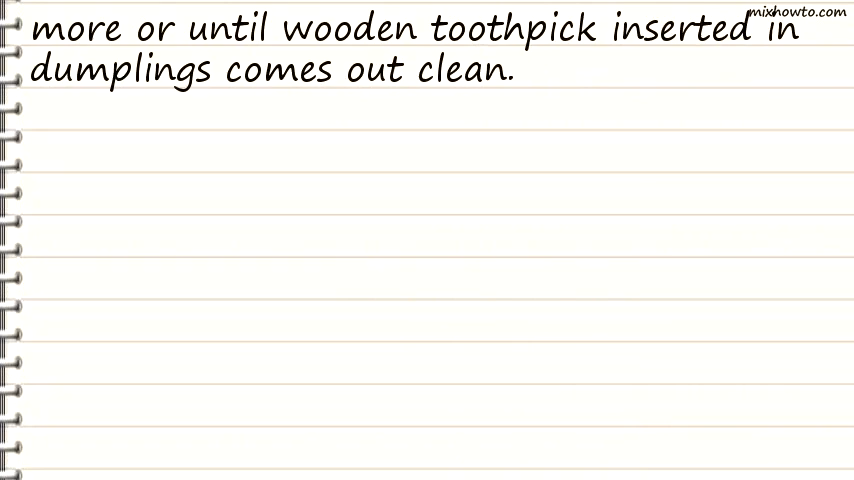 mixhowto.com
more or until wooden toothpick inserted in
dumplings comes out clean.